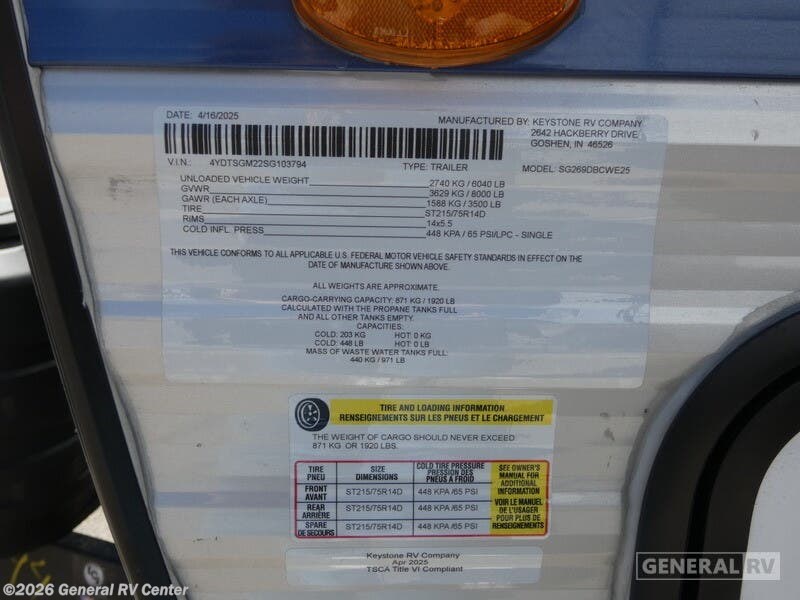 DATE: 4/16/2025
MANUFACTURED BY: KEYSTONE RV COMPANY
2642 HACKBERRY DRIVE
GOSHEN, IN 46526
V.I.N.: 4YDTSGM22SG103794 TYPE: TRAILER MODEL: SG269DBCWE25
UNLOADED VEHICLE WEIGHT 2740 KG / 6040 LB
GVWR 3629 KG / 8000 LB
GAWR (EACH AXLE) 1588 KG / 3500 LB
TIRE ST215/75R14D
RIMS 14x5.5
COLD INFL. PRESS 448 KPA / 65 PSI/LPC - SINGLE
THIS VEHICLE CONFORMS TO ALL APPLICABLE U.S. FEDERAL MOTOR VEHICLE SAFETY STANDARDS IN EFFECT ON THE
DATE OF MANUFACTURE SHOWN ABOVE.
ALL WEIGHTS ARE APPROXIMATE.
CARGO-CARRYING CAPACITY: 871 KG / 1920 LB
CALCULATED WITH THE PROPANE TANKS FULL
AND ALL OTHER TANKS EMPTY.
CAPACITIES:
COLD: 203 KG HOT: 0 KG
COLD: 448 LB HOT: 0 LB
MASS OF WASTE WATER TANKS FULL:
440 KG / 971 LB
TIRE AND LOADING INFORMATION
RENSEIGNEMENTS SUR LES PNEUS ET LE CHARGEMENT
THE WEIGHT OF CARGO SHOULD NEVER EXCEED
871 KG OR 1920 LBS.
TIRE
PNEU
SIZE
DIMENSIONS
COLD TIRE PRESSURE
PRESSION DES
PNEUS A FROID
FRONT
AVANT
ST215/75R14D
448 KPA /65 PSI
REAR
ARRIÈRE
ST215/75R14D
448 KPA /65 PSI
SPARE
DE SECOURS
ST215/75R14D
448 KPA /65 PSI
SEE OWNER'S
MANUAL FOR
ADDITIONAL
INFORMATION
VOIR LE MANUEL
DE L'USAGER
POUR PLUS DE
RENSEIGNEMENTS
Keystone RV Company
Apr 2025
TSCA Title VI Compliant
GENERAL RV
©2026 General RV Center